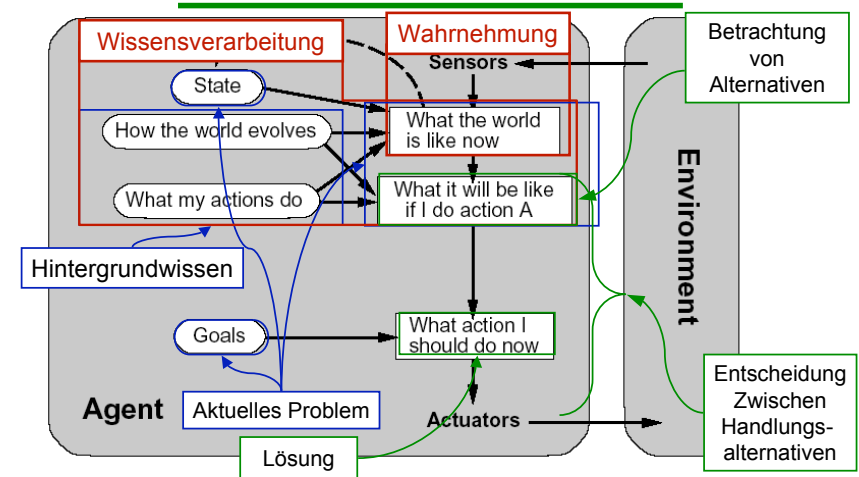 Wissensverarbeitung
Wahrnehmung
Betrachtung
von
Alternativen
Sensors
State
How the world evolves
What the world
is like now
What my actions do
What it will be like
if I do action A
Environment
Hintergrundwissen
Goals
What action I
should do now
Agent
Aktuelles Problem
Actuators
Entscheidung
Zwischen
Handlungs-
alternativen
Lösung